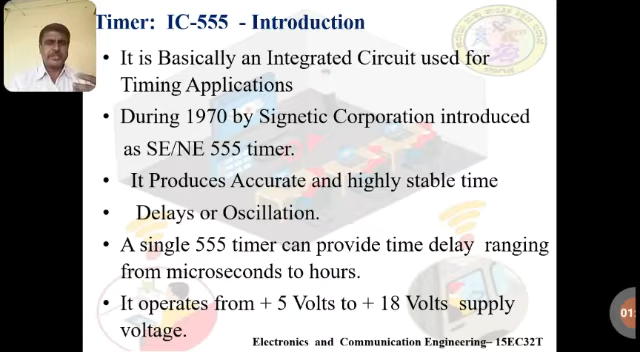 Timer: IC-555 - Introduction
• It is Basically an Integrated Circuit used for
Timing Applications
• During 1970 by Signetic Corporation introduced
as SE/NE 555 timer.
• It Produces Accurate and highly stable time
• Delays or Oscillation.
• A single 555 timer can provide time delay ranging
from microseconds to hours.
• It operates from + 5 Volts to + 18 Volts supply
voltage.
Electronics and Communication Engineering– 15EC32T